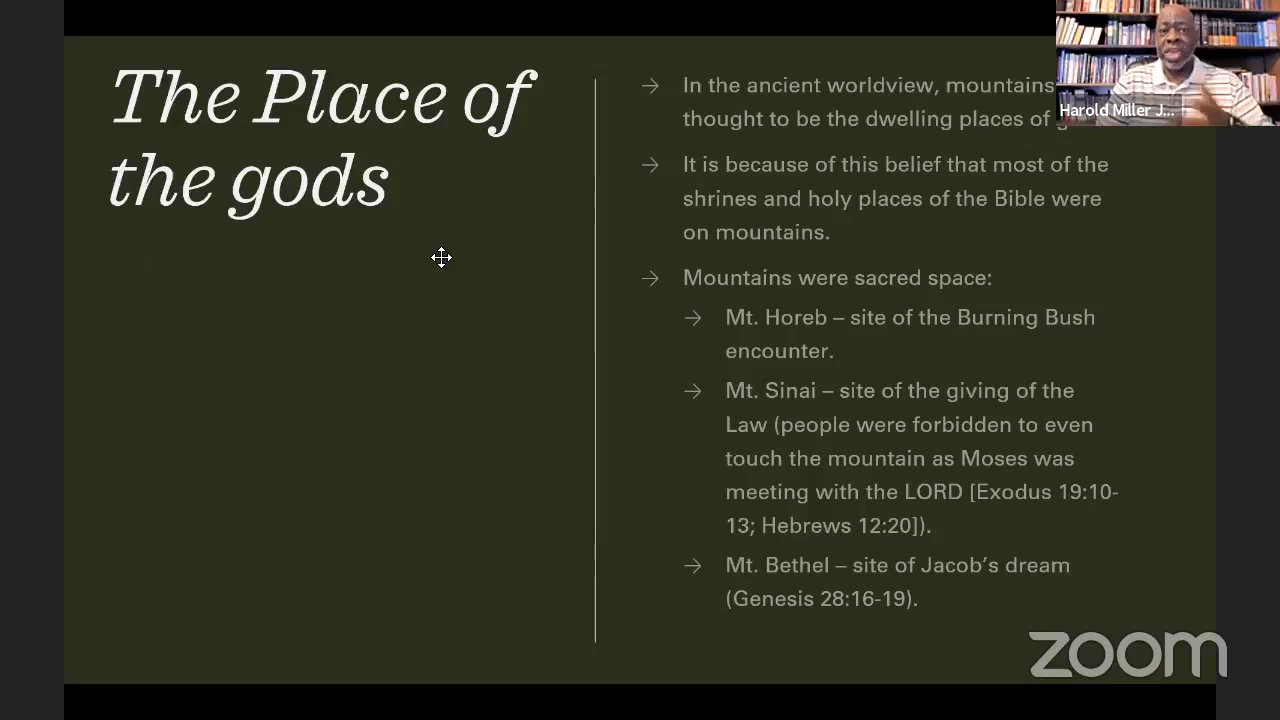 The Place of
the gods
In the ancient worldview, mountains
thought to be the dwelling places of
It is because of this belief that most of the
shrines and holy places of the Bible were
on mountains.
Mountains were sacred space:
Mt. Horeb – site of the Burning Bush
encounter.
Mt. Sinai – site of the giving of the
Law (people were forbidden to even
touch the mountain as Moses was
meeting with the LORD [Exodus 19:10-
13; Hebrews 12:20]).
Mt. Bethel – site of Jacob’s dream
(Genesis 28:16-19).
Harold Miller J...
zoom